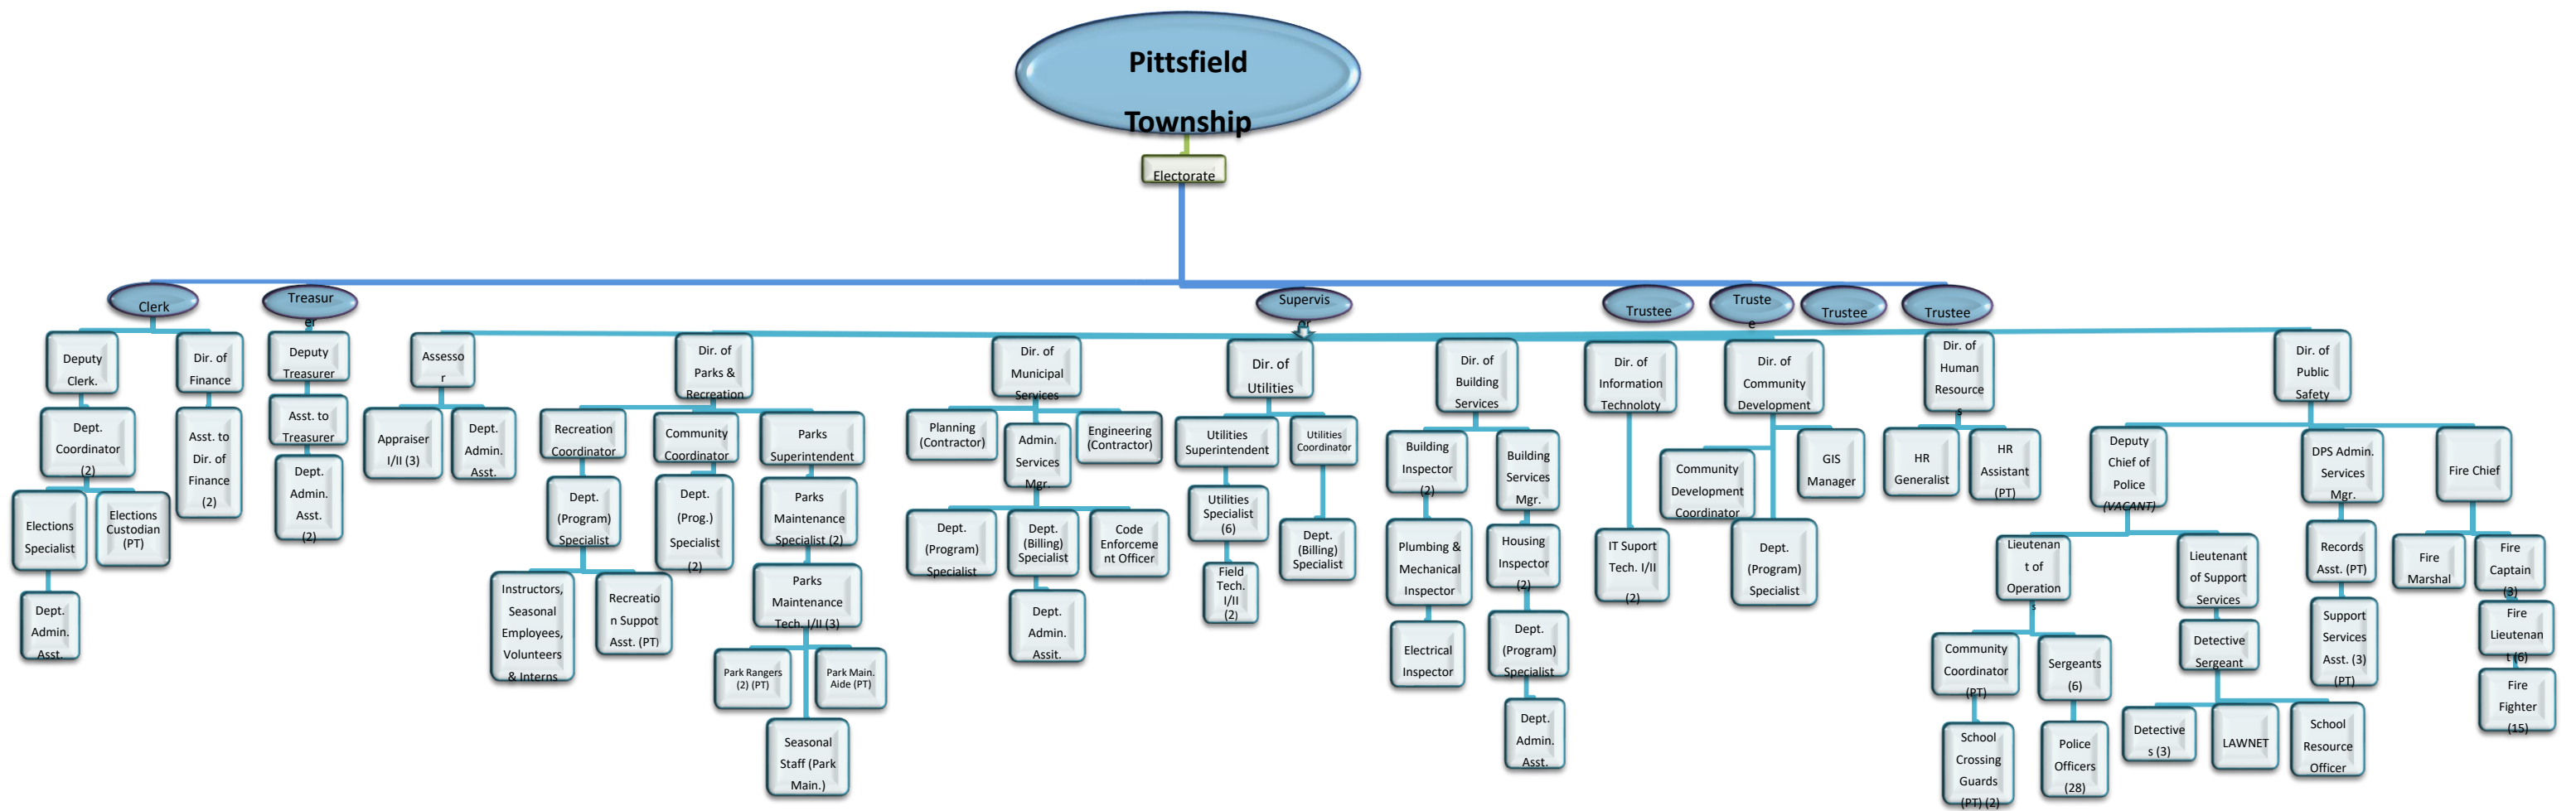 Pittsfield
Township
Electorate
Clerk
Treasur
er
Supervis
or
Trustee
Truste
e
Trustee
Trustee
Deputy
Clerk.
Dir. of
Finance
Deputy
Treasurer
Assesso
r
Dir. of
Parks &
Recreation
Dir. of
Municipal
Services
Dir. of
Utilities
Dir. of
Building
Services
Dir. of
Information
Technoloty
Dir. of
Community
Development
Dir. of
Human
Resource
s
Dir. of
Public
Safety
Dept.
Coordinator
(2)
Asst. to
Dir. of
Finance
(2)
Asst. to
Treasurer
Dept.
Admin.
Asst.
(2)
Appraiser
I/II (3)
Dept.
Admin.
Asst.
Recreation
Coordinator
Community
Coordinator
Parks
Superintendent
Planning
(Contractor)
Admin.
Services
Mgr.
Engineering
(Contractor)
Utilities
Superintendent
Utilities
Coordinator
Building
Inspector
(2)
Building
Services
Mgr.
Community
Development
Coordinator
GIS
Manager
HR
Generalist
HR
Assistant
(PT)
Deputy
Chief of
Police
(VACANT)
DPS Admin.
Services
Mgr.
Fire Chief
Elections
Specialist
Elections
Custodian
(PT)
Dept.
Admin.
Asst.
Dept.
(Program)
Specialist
Dept.
(Prog.)
Specialist
(2)
Parks
Maintenance
Specialist (2)
Dept.
(Program)
Specialist
Dept.
(Billing)
Specialist
Code
Enforceme
nt Officer
Utilities
Specialist
(6)
Dept.
(Billing)
Specialist
Plumbing &
Mechanical
Inspector
Housing
Inspector
(2)
IT Suport
Tech. I/II
(2)
Dept.
(Program)
Specialist
Lieutenan
t of
Operation
s
Lieutenant
of Support
Services
Records
Asst. (PT)
Fire
Marshal
Fire
Captain
(3)
Instructors,
Seasonal
Employees,
Volunteers
& Interns
Recreatio
n Suppot
Asst. (PT)
Parks
Maintenance
Tech. I/II (3)
Dept.
Admin.
Assit.
Field
Tech.
I/II
(2)
Electrical
Inspector
Dept.
(Program)
Specialist
Community
Coordinator
(PT)
Sergeants
(6)
Detective
Sergeant
Support
Services
Asst. (3)
(PT)
Fire
Lieutenan
t (6)
Park Rangers
(2) (PT)
Park Main.
Aide (PT)
Seasonal
Staff (Park
Main.)
Dept.
Admin.
Asst.
School
Crossing
Guards
(PT) (2)
Police
Officers
(28)
Detective
s (3)
LAWNET
School
Resource
Officer
Fire
Fighter
(15)